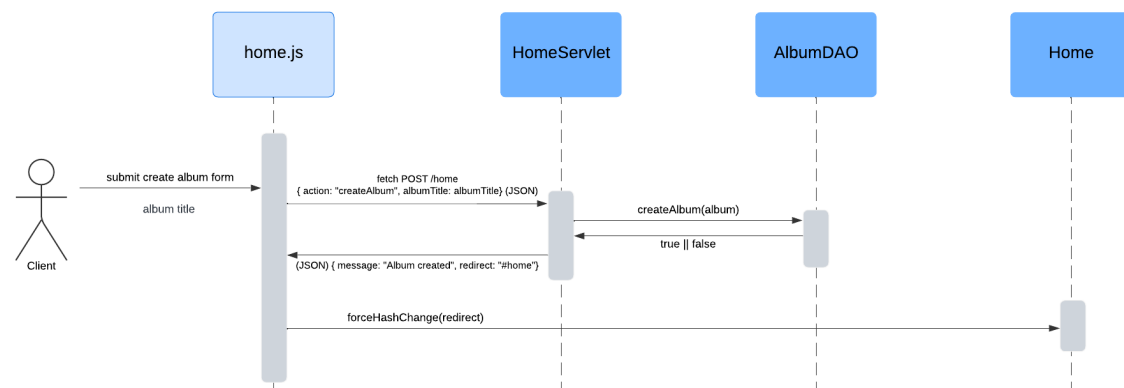 home.js
HomeServlet
AlbumDAO
Home
submit create album form
album title
Client
fetch POST /home
{ action: "createAlbum", albumTitle: albumTitle} (JSON)
createAlbum(album)
true || false
(JSON) { message: "Album created", redirect: "#home"}
forceHashChange(redirect)